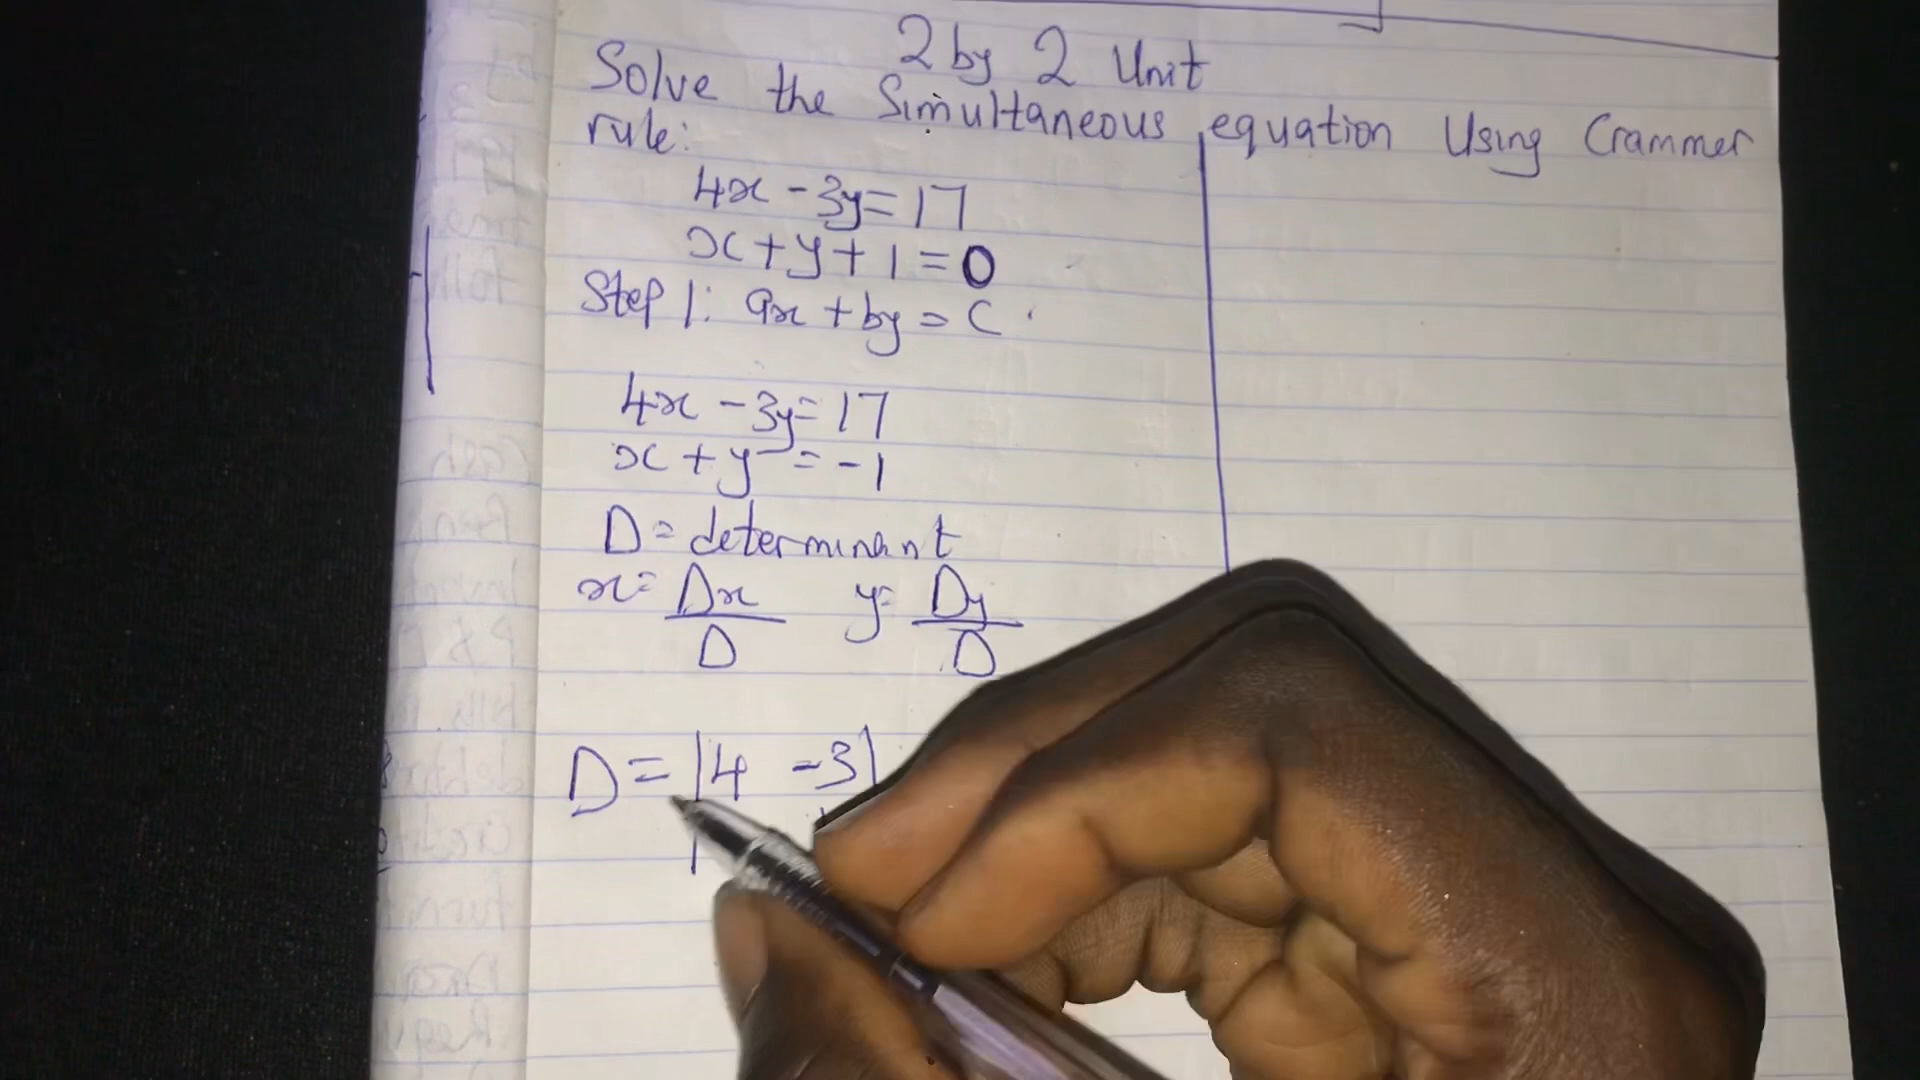 2 by 2 Unit
Solve the Simultaneous equation Using Crammer
rule:
4x - 3y = 17
x + y + 1 = 0
Step 1: ax + by = C
4x - 3y = 17
x + y = -1
D = determinant
x = Dx/D y = Dy/D
D = |4 -3|